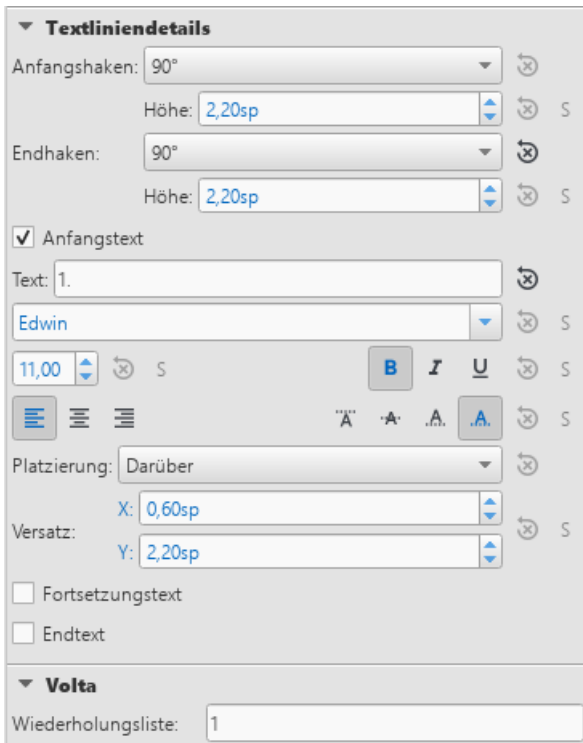 Textliniendetails
Anfangshaken: 90°
Höhe: 2,20sp S
Endhaken: 90°
Höhe: 2,20sp S
Anfangstext
Text: 1.
Edwin S
11,00 S B I U S
A A A A S
Platzierung: Darüber
X: 0,60sp
Versatz: S
Y: 2,20sp
Fortsetzungstext
Endtext
Volta
Wiederholungsliste: 1